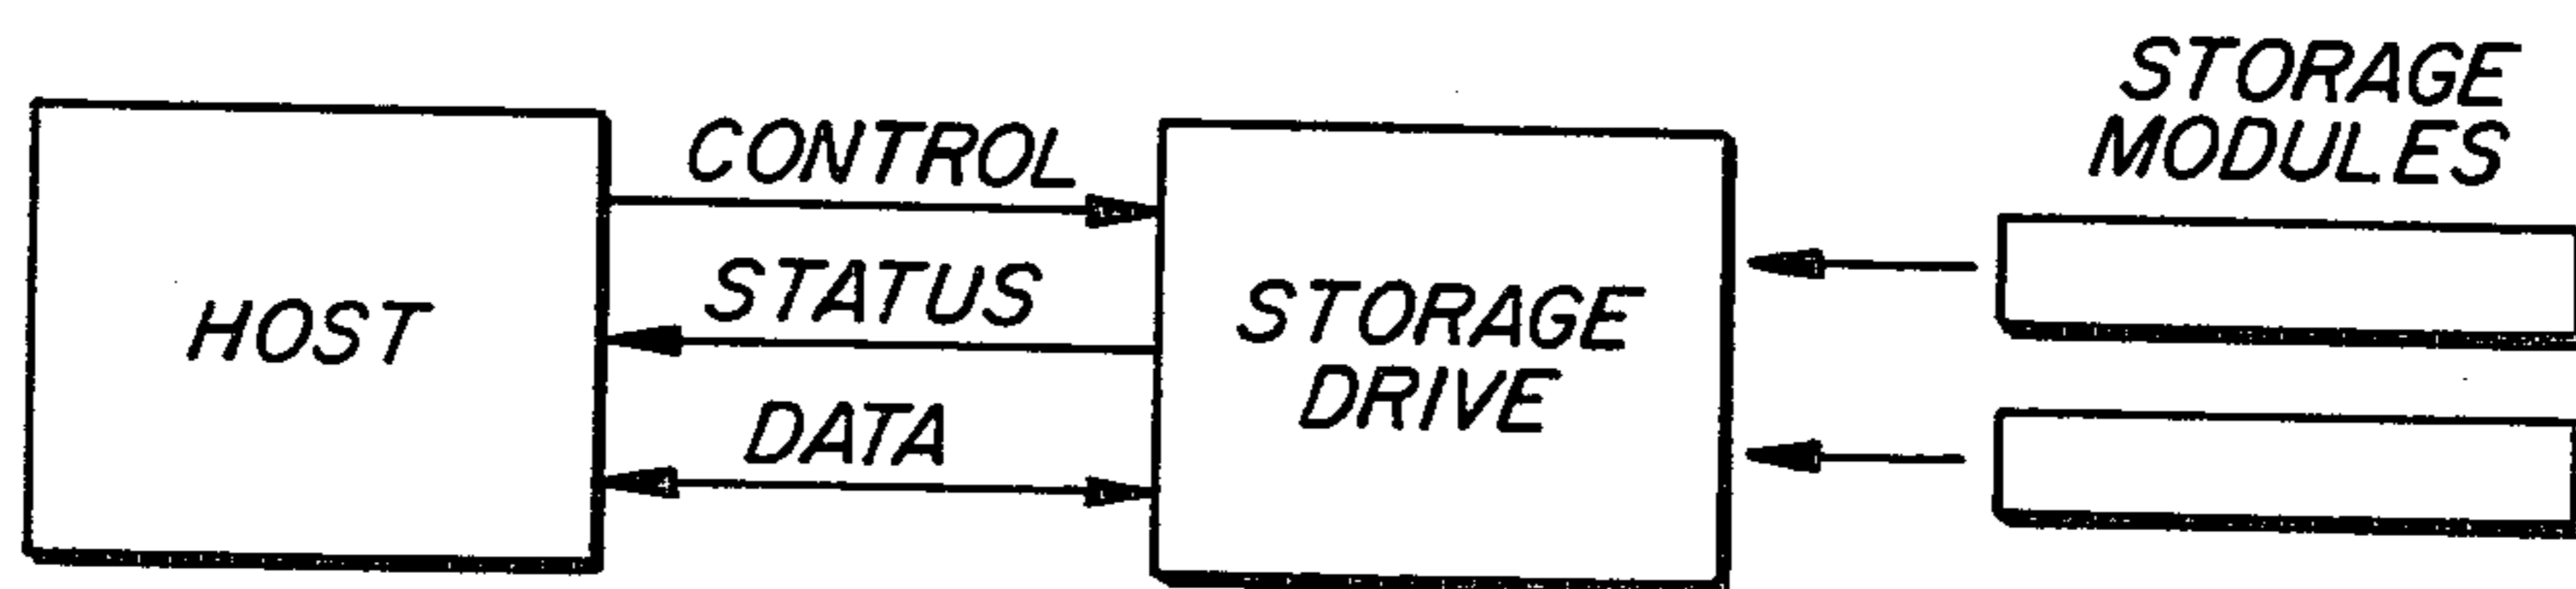 HOST
CONTROL
STATUS
DATA
STORAGE
DRIVE
STORAGE
MODULES